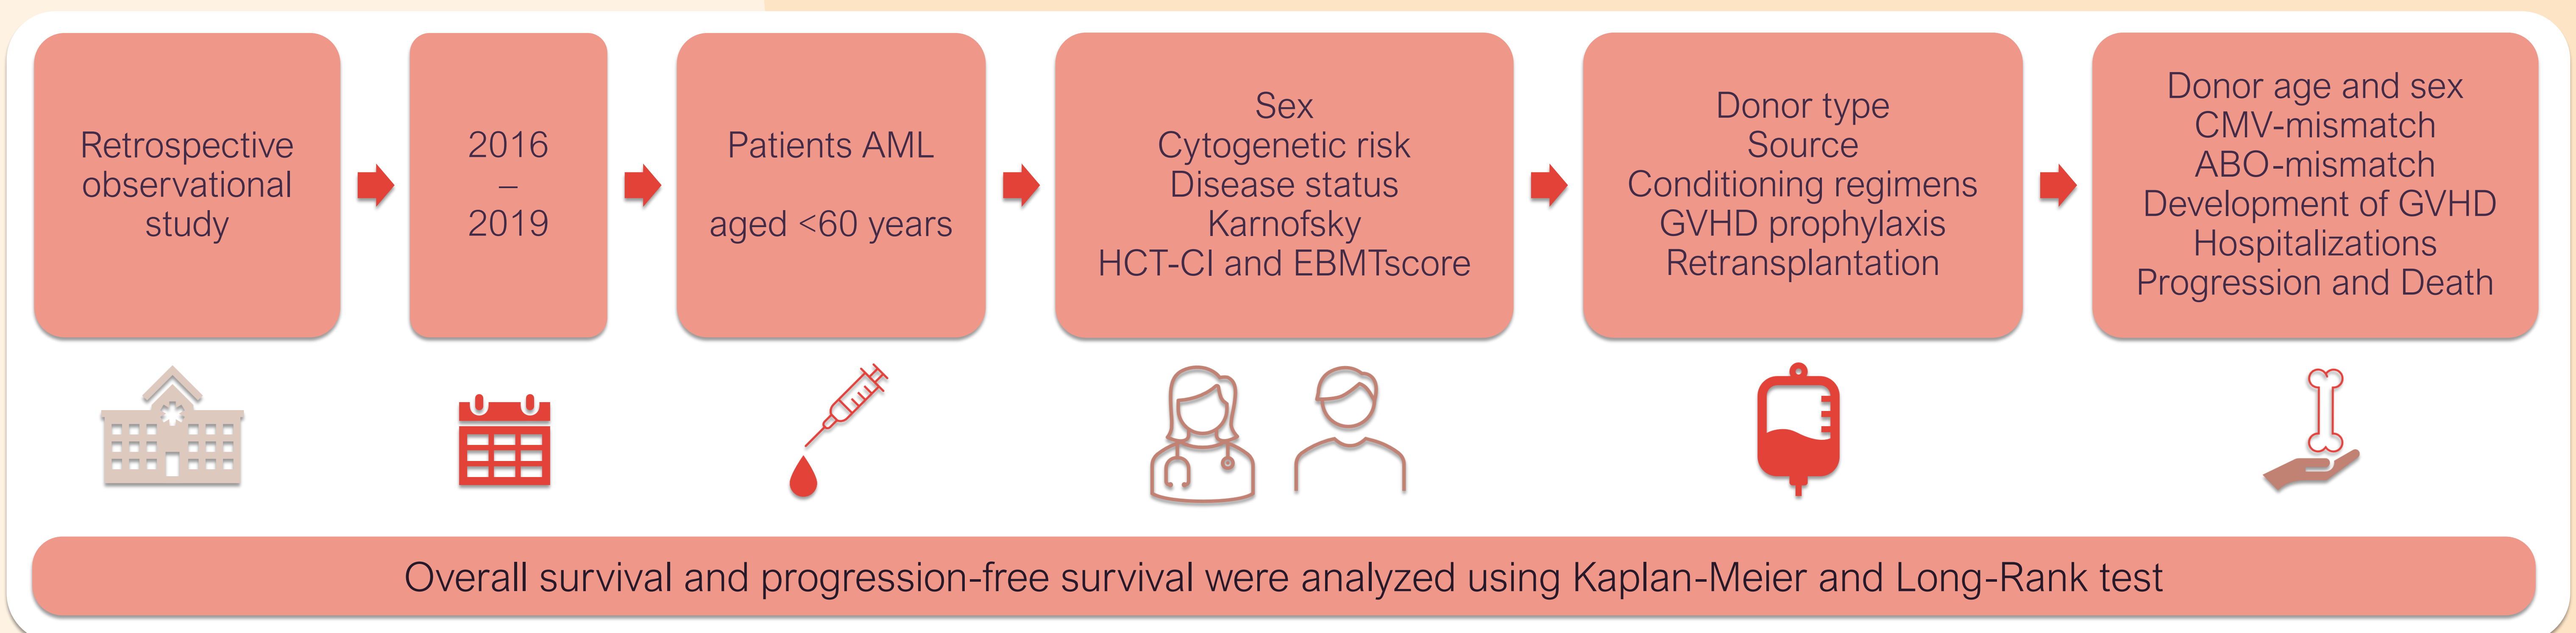 Retrospective
observational
study
2016
–
2019
Patients AML
aged <60 years
Sex
Cytogenetic risk
Disease status
Karnofsky
HCT-CI and EBMTscore
Donor type
Source
Conditioning regimens
GVHD prophylaxis
Retransplantation
Donor age and sex
CMV-mismatch
ABO-mismatch
Development of GVHD
Hospitalizations
Progression and Death
Overall survival and progression-free survival were analyzed using Kaplan-Meier and Long-Rank test